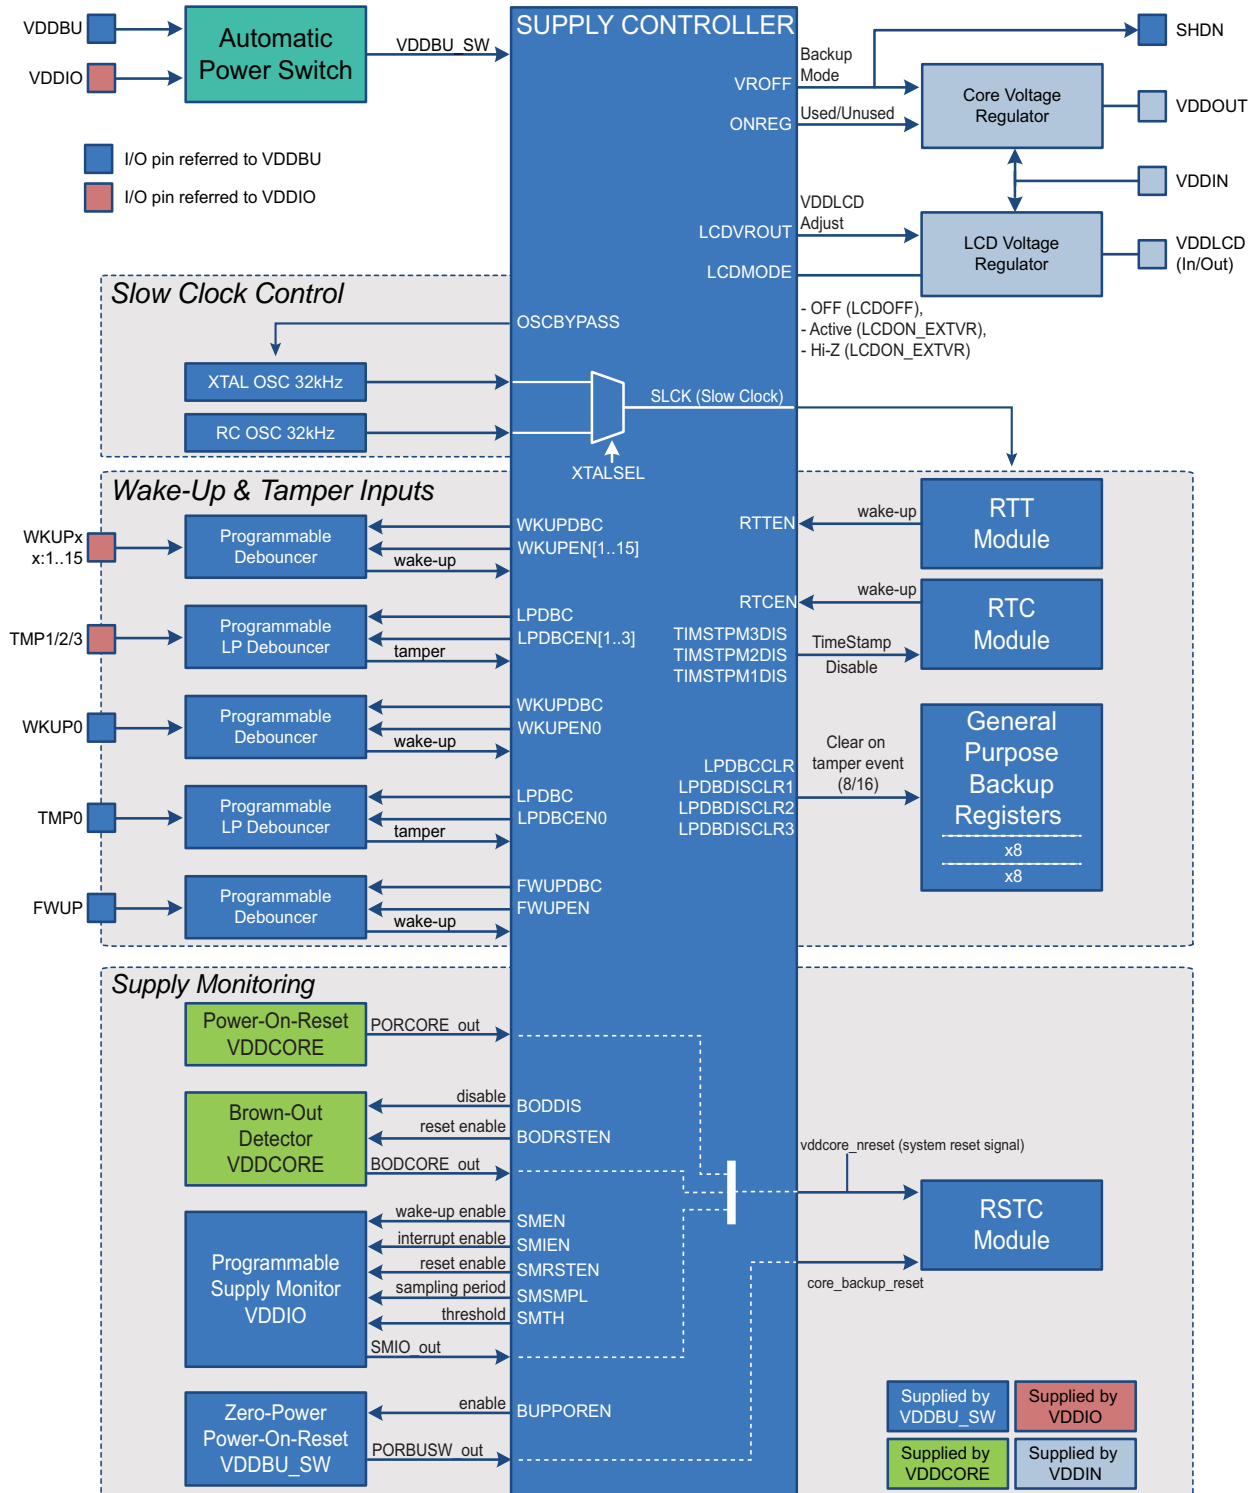 SUPPLY CONTROLLER
VDDBU
VDDIO
Automatic
Power Switch
VDDBU_SW
I/O pin referred to VDDBU
I/O pin referred to VDDIO
Backup
Mode
VROFF
ONREG
Used/Unused
Core Voltage
Regulator
SHDN
VDDOUT
VDDIN
VDDLCD
Adjust
LCDVROUT
LCDMODE
LCD Voltage
Regulator
VDDLCD
(In/Out)
- OFF (LCDOFF),
- Active (LCDON_EXTVR),
- Hi-Z (LCDON_EXTVR)
Slow Clock Control
OSCBYPASS
XTAL OSC 32kHz
RC OSC 32kHz
SLCK (Slow Clock)
XTALSEL
Wake-Up & Tamper Inputs
WKUPx
x:1..15
Programmable
Debouncer
WKUPDBC
WKUPEN[1..15]
wake-up
TMP1/2/3
Programmable
LP Debouncer
LPDBC
LPDBCEN[1..3]
tamper
WKUP0
Programmable
Debouncer
WKUPDBC
WKUPEN0
wake-up
TMP0
Programmable
LP Debouncer
LPDBC
LPDBCEN0
tamper
FWUP
Programmable
Debouncer
FWUPDBC
FWUPEN
wake-up
RTTEN
wake-up
RTT
Module
RTCEN
wake-up
RTC
Module
TIMSTPM3DIS
TIMSTPM2DIS
TIMSTPM1DIS
TimeStamp
Disable
LPDBCCLR
LPDBDISCLR1
LPDBDISCLR2
LPDBDISCLR3
Clear on
tamper event
(8/16)
General
Purpose
Backup
Registers
x8
x8
Supply Monitoring
Power-On-Reset
VDDCORE
PORCORE_out
Brown-Out
Detector
VDDCORE
disable
BODDIS
reset enable
BODRSTEN
BODCORE_out
Programmable
Supply Monitor
VDDIO
wake-up enable
SMEN
interrupt enable
SMIEN
reset enable
SMRSTEN
sampling period
SMSMPL
threshold
SMTH
SMIO_out
Zero-Power
Power-On-Reset
VDDBU_SW
enable
BUPPOREN
PORBUSW_out
vddcore_nreset (system reset signal)
RSTC
Module
core_backup_reset
Supplied by
VDDBU_SW
Supplied by
VDDIO
Supplied by
VDDCORE
Supplied by
VDDIN